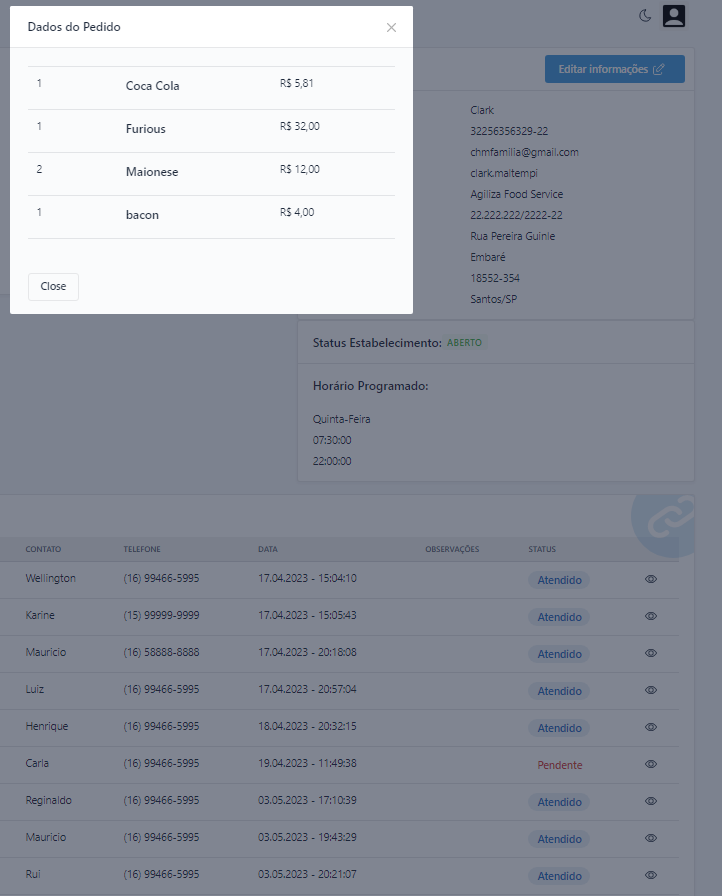 Dados do Pedido
1 Coca Cola R$ 5,81
1 Furious R$ 32,00
2 Maionese R$ 12,00
1 bacon R$ 4,00
Close
Editar informações
Clark
32256356329-22
chmfamilia@gmail.com
clark.maltempi
Agiliza Food Service
22.222.222/2222-22
Rua Pereira Guinle
Embaré
18552-354
Santos/SP
Status Estabelecimento: ABERTO
Horário Programado:
Quinta-Feira
07:30:00
22:00:00
CONTATO TELEFONE DATA OBSERVAÇÕES STATUS
Wellington (16) 99466-5995 17.04.2023 - 15:04:10 Atendido
Karine (15) 99999-9999 17.04.2023 - 15:05:43 Atendido
Mauricio (16) 58888-8888 17.04.2023 - 20:18:08 Atendido
Luiz (16) 99466-5995 17.04.2023 - 20:57:04 Atendido
Henrique (16) 99466-5995 18.04.2023 - 20:32:15 Atendido
Carla (16) 99466-5995 19.04.2023 - 11:49:38 Pendente
Reginaldo (16) 99466-5995 03.05.2023 - 17:10:39 Atendido
Mauricio (16) 99466-5995 03.05.2023 - 19:43:29 Atendido
Rui (16) 99466-5995 03.05.2023 - 20:21:07 Atendido